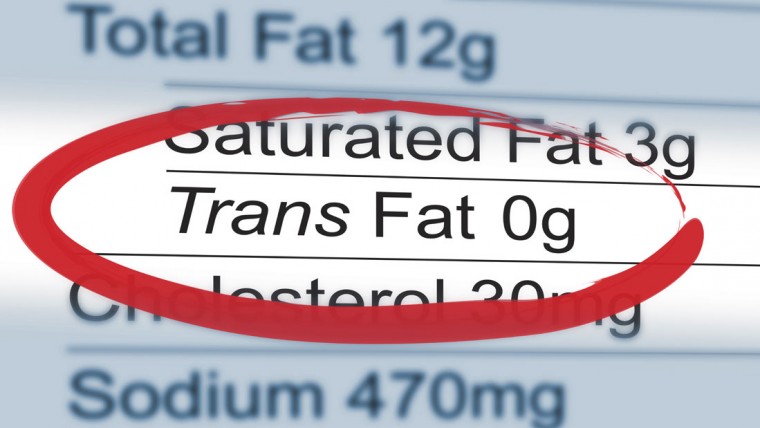 Total Fat 12g
Saturated Fat 3g
Trans Fat 0g
Cholesterol 30mg
Sodium 470mg